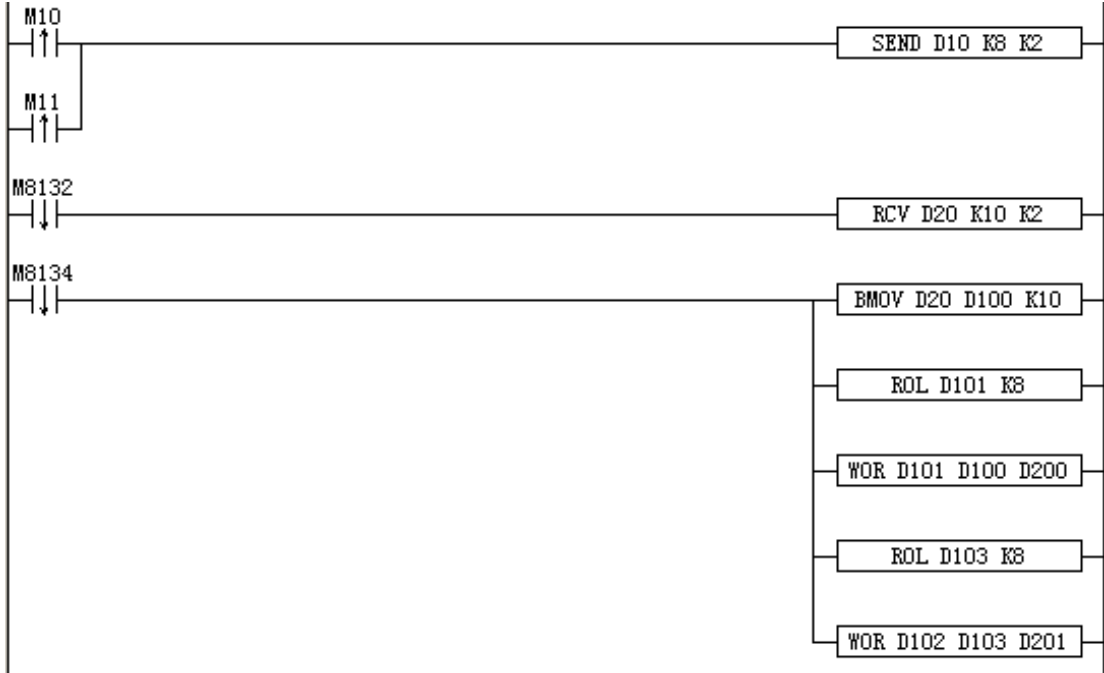 M10
SEND D10 K8 K2
M11
M8132
RCV D20 K10 K2
M8134
BMOV D20 D100 K10
ROL D101 K8
WOR D101 D100 D200
ROL D103 K8
WOR D102 D103 D201